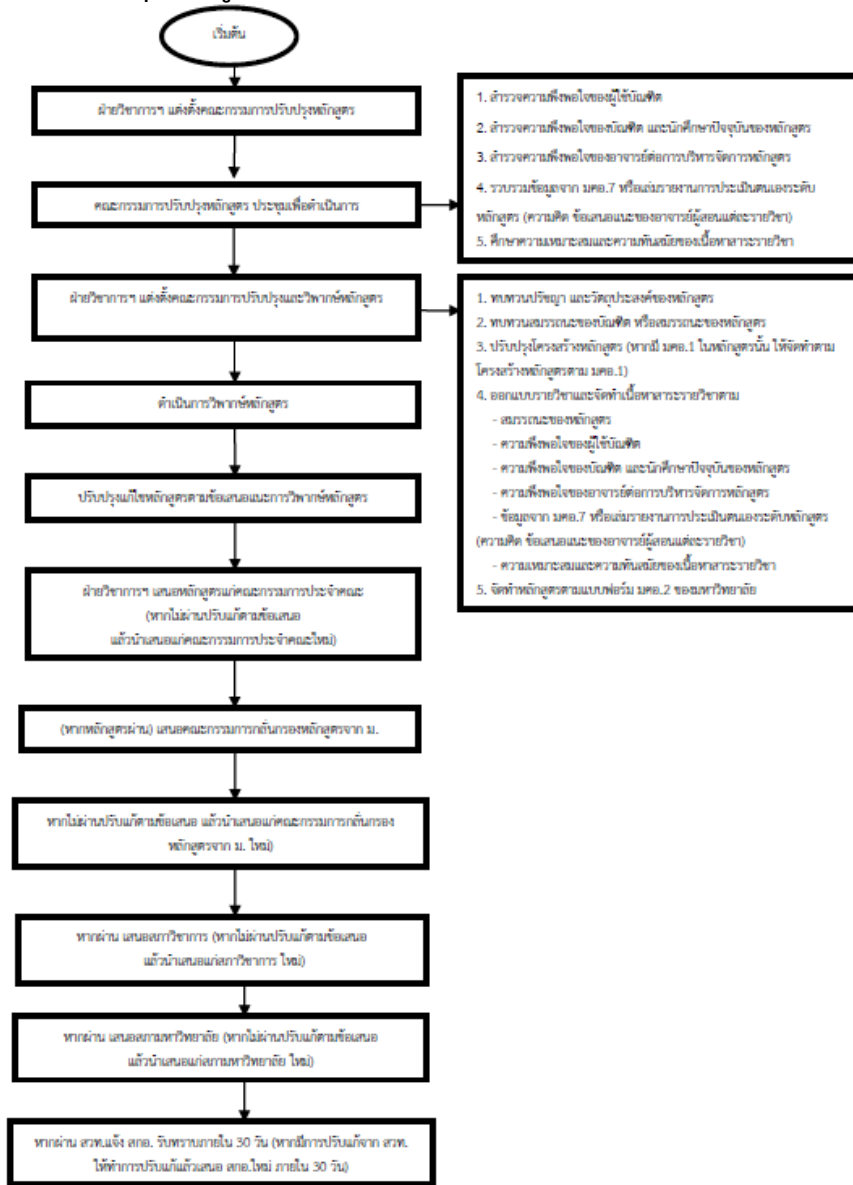 เริ่มต้น
ฝ่ายวิชาการฯ แต่งตั้งคณะกรรมการปรับปรุงหลักสูตร
คณะกรรมการปรับปรุงหลักสูตร ประชุมเพื่อดำเนินการ
1. สำรวจความพึงพอใจของผู้ใช้บัณฑิต
2. สำรวจความพึงพอใจของบัณฑิต และนักศึกษาปัจจุบันของหลักสูตร
3. สำรวจความพึงพอใจของอาจารย์ต่อการบริหารจัดการหลักสูตร
4. รวบรวมข้อมูลจาก มคอ.7 หรือเล่มรายงานการประเมินตนเองระดับ
หลักสูตร (ความคิด ข้อเสนอแนะของอาจารย์ผู้สอนแต่ละรายวิชา)
5. ศึกษาความเหมาะสมและความทันสมัยของเนื้อหาสาระรายวิชา
ฝ่ายวิชาการฯ แต่งตั้งคณะกรรมการปรับปรุงและวิพากษ์หลักสูตร
1. ทบทวนปรัชญา และวัตถุประสงค์ของหลักสูตร
2. ทบทวนสมรรถนะของบัณฑิต หรือสมรรถนะของหลักสูตร
3. ปรับปรุงโครงสร้างหลักสูตร (หากมี มคอ.1 ในหลักสูตรนั้น ให้จัดทำตาม
โครงสร้างหลักสูตรตาม มคอ.1)
4. ออกแบบรายวิชาและจัดทำเนื้อหาสาระรายวิชาตาม
- สมรรถนะของหลักสูตร
- ความพึงพอใจของผู้ใช้บัณฑิต
- ความพึงพอใจของบัณฑิต และนักศึกษาปัจจุบันของหลักสูตร
- ความพึงพอใจของอาจารย์ต่อการบริหารจัดการหลักสูตร
- ข้อมูลจาก มคอ.7 หรือเล่มรายงานการประเมินตนเองระดับหลักสูตร
(ความคิด ข้อเสนอแนะของอาจารย์ผู้สอนแต่ละรายวิชา)
- ความเหมาะสมและความทันสมัยของเนื้อหาสาระรายวิชา
5. จัดทำหลักสูตรตามแบบฟอร์ม มคอ.2 ของมหาวิทยาลัย
ดำเนินการวิพากษ์หลักสูตร
ปรับปรุงแก้ไขหลักสูตรตามข้อเสนอแนะการวิพากษ์หลักสูตร
ฝ่ายวิชาการฯ เสนอหลักสูตรแก่คณะกรรมการประจำคณะ
(หากไม่ผ่านปรับแก้ตามข้อเสนอ
แล้วนำเสนอแก่คณะกรรมการประจำคณะใหม่)
(หากหลักสูตรผ่าน) เสนอคณะกรรมการกลั่นกรองหลักสูตรจาก ม.
หากไม่ผ่านปรับแก้ตามข้อเสนอ แล้วนำเสนอแก่คณะกรรมการกลั่นกรอง
หลักสูตรจาก ม. ใหม่)
หากผ่าน เสนอสภาวิชาการ (หากไม่ผ่านปรับแก้ตามข้อเสนอ
แล้วนำเสนอแก่สภาวิชาการ ใหม่)
หากผ่าน เสนอสภามหาวิทยาลัย (หากไม่ผ่านปรับแก้ตามข้อเสนอ
แล้วนำเสนอแก่สภามหาวิทยาลัย ใหม่)
หากผ่าน สวท.แจ้ง สกอ. รับทราบภายใน 30 วัน (หากมีการปรับแก้จาก สวท.
ให้ทำการปรับแก้แล้วเสนอ สกอ.ใหม่ ภายใน 30 วัน)